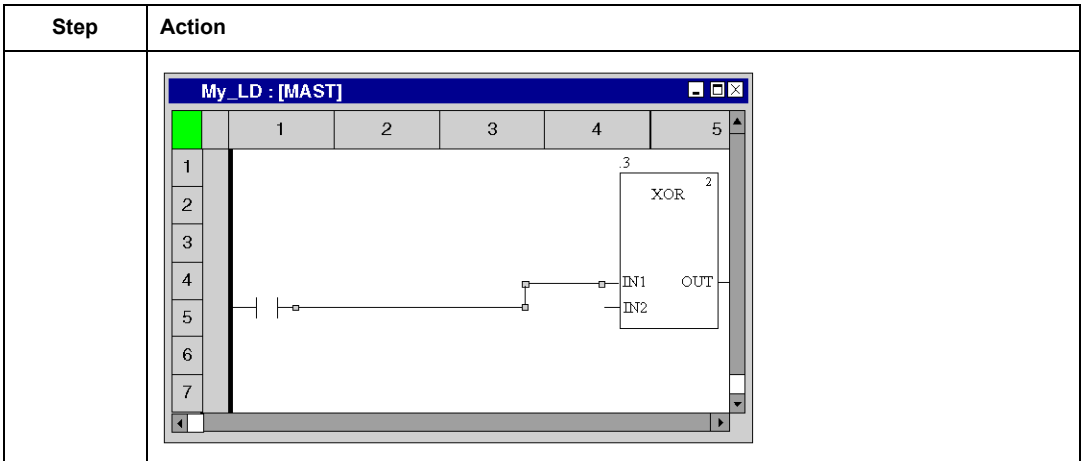 Step Action
My_LD : [MAST]
1 2 3 4 5
1
.3
2
XOR
2
3
4
IN1 OUT
5
IN2
6
7